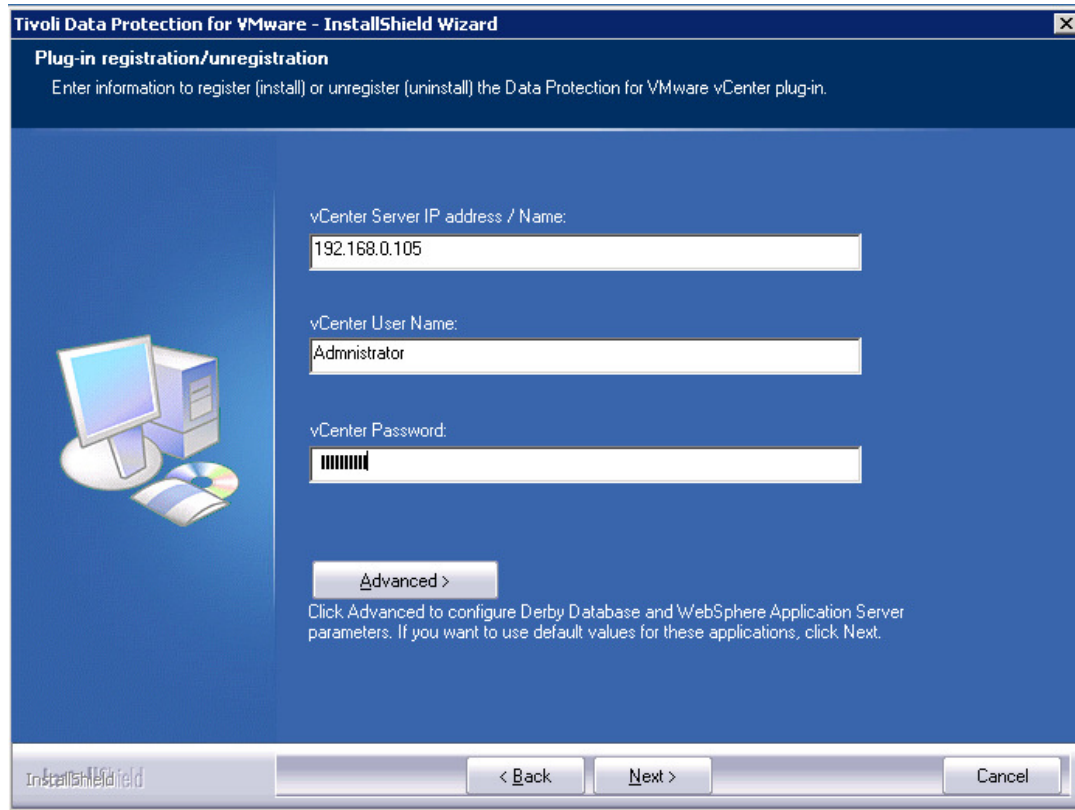 Tivoli Data Protection for VMware - InstallShield Wizard
Plug-in registration/unregistration
Enter information to register (install) or unregister (uninstall) the Data Protection for VMware vCenter plug-in.
vCenter Server IP address / Name:
192.168.0.105
vCenter User Name:
Admnistrator
vCenter Password:
Advanced >
Click Advanced to configure Derby Database and WebSphere Application Server
parameters. If you want to use default values for these applications, click Next.
InstallShield
< Back
Next >
Cancel